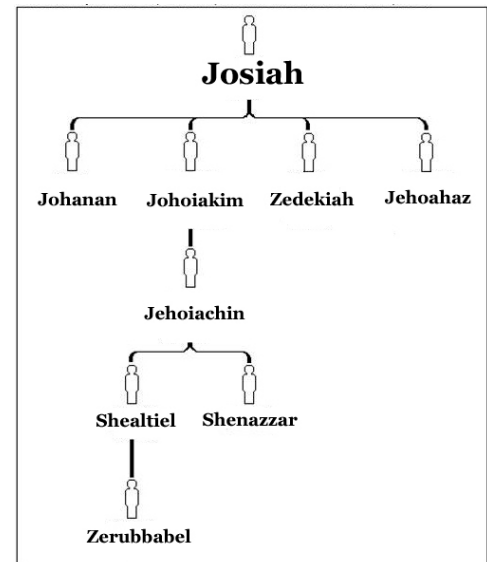 Josiah
Johanan Johoiakim Zedekiah Jehoahaz
Jehoiachin
Shealtiel Shenazzar
Zerubbabel